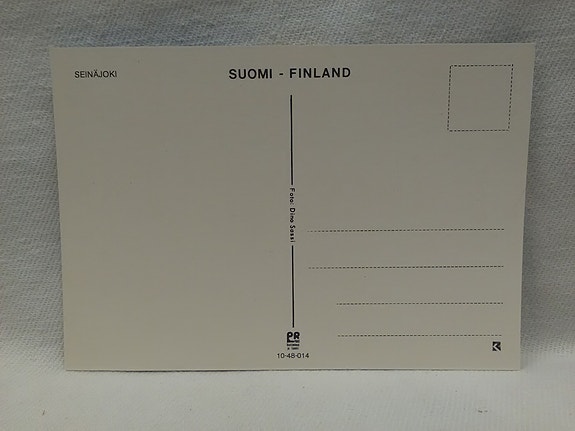 SEINÄJOKI
SUOMI - FINLAND
Foto: Dino Sassi
PR
10-48-014